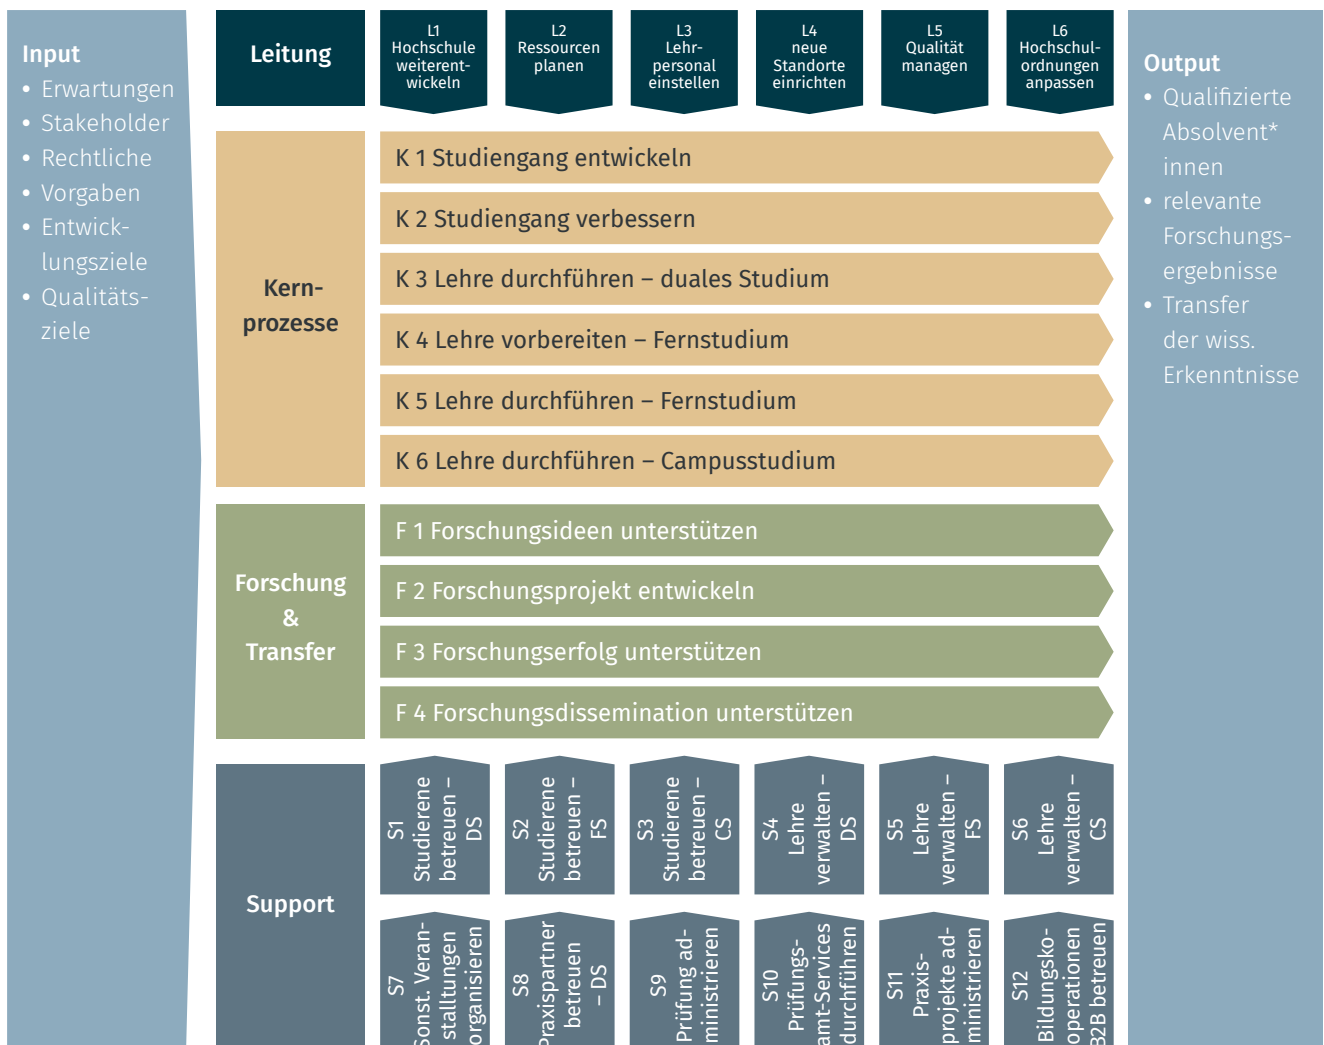 Input
• Erwartungen
• Stakeholder
• Rechtliche
• Vorgaben
• Entwick-
lungsziele
• Qualitäts-
ziele
Leitung
L1
Hochschule
weiterent-
wickeln
L2
Ressourcen
planen
L3
Lehr-
personal
einstellen
L4
neue
Standorte
einrichten
L5
Qualität
managen
L6
Hochschul-
ordnungen
anpassen
Kern-
prozesse
K 1 Studiengang entwickeln
K 2 Studiengang verbessern
K 3 Lehre durchführen – duales Studium
K 4 Lehre vorbereiten – Fernstudium
K 5 Lehre durchführen – Fernstudium
K 6 Lehre durchführen – Campusstudium
Forschung
&
Transfer
F 1 Forschungsideen unterstützen
F 2 Forschungsprojekt entwickeln
F 3 Forschungserfolg unterstützen
F 4 Forschungsdissemination unterstützen
Support
S1
Studierene
betreuen –
DS
S2
Studierene
betreuen –
FS
S3
Studierene
betreuen –
CS
S4
Lehre
verwalten –
DS
S5
Lehre
verwalten –
FS
S6
Lehre
verwalten –
CS
S7
Sonst. Veran-
stalltungen
organisieren
S8
Praxispartner
betreuen
– DS
S9
Prüfung ad-
ministrieren
S10
Prüfungs-
amt-Services
durchführen
S11
Praxis-
projekte ad-
ministrieren
S12
Bildungsko-
operationen
B2B betreuen
Output
• Qualifizierte
Absolvent*
innen
• relevante
Forschungs-
ergebnisse
• Transfer
der wiss.
Erkenntnisse